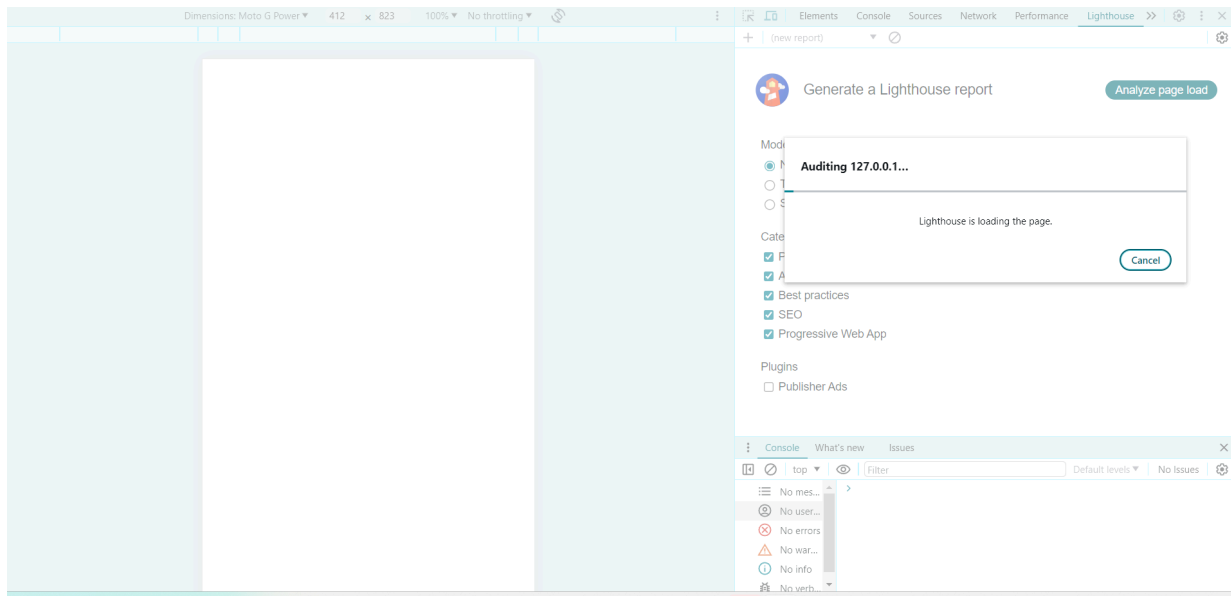 Dimensions: Moto G Power ▼ 412 x 823 100% ▼ No throttling ▼
Elements Console Sources Network Performance Lighthouse
(new report)
Generate a Lighthouse report
Analyze page load
Mode
Auditing 127.0.0.1...
Lighthouse is loading the page.
Cancel
Best practices
SEO
Progressive Web App
Plugins
Publisher Ads
Console What's new Issues
top ▼ Filter Default levels ▼ No Issues
No mes...
No user...
No errors
No war...
No info
No verb...